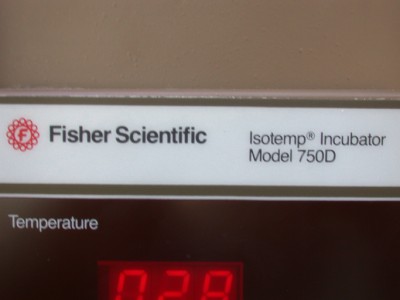 Fisher Scientific
Isotemp® Incubator
Model 750D
Temperature